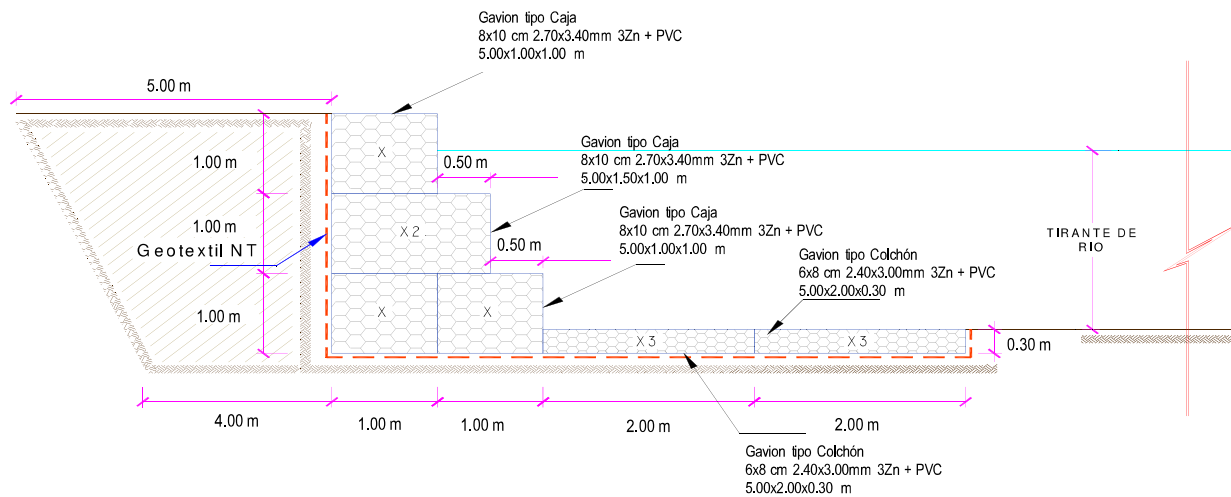 Gavion tipo Caja
8x10 cm 2.70x3.40mm 3Zn + PVC
5.00x1.00x1.00 m
5.00 m
Gavion tipo Caja
8x10 cm 2.70x3.40mm 3Zn + PVC
5.00x1.50x1.00 m
1.00 m
X
0.50 m
Gavion tipo Caja
8x10 cm 2.70x3.40mm 3Zn + PVC
5.00x1.00x1.00 m
1.00 m
X 2
0.50 m
Geotextil NT
TIRANTE DE
RIO
Gavion tipo Colchón
6x8 cm 2.40x3.00mm 3Zn + PVC
5.00x2.00x0.30 m
1.00 m
X
X
X 3
X 3
0.30 m
4.00 m
1.00 m
1.00 m
2.00 m
2.00 m
Gavion tipo Colchón
6x8 cm 2.40x3.00mm 3Zn + PVC
5.00x2.00x0.30 m